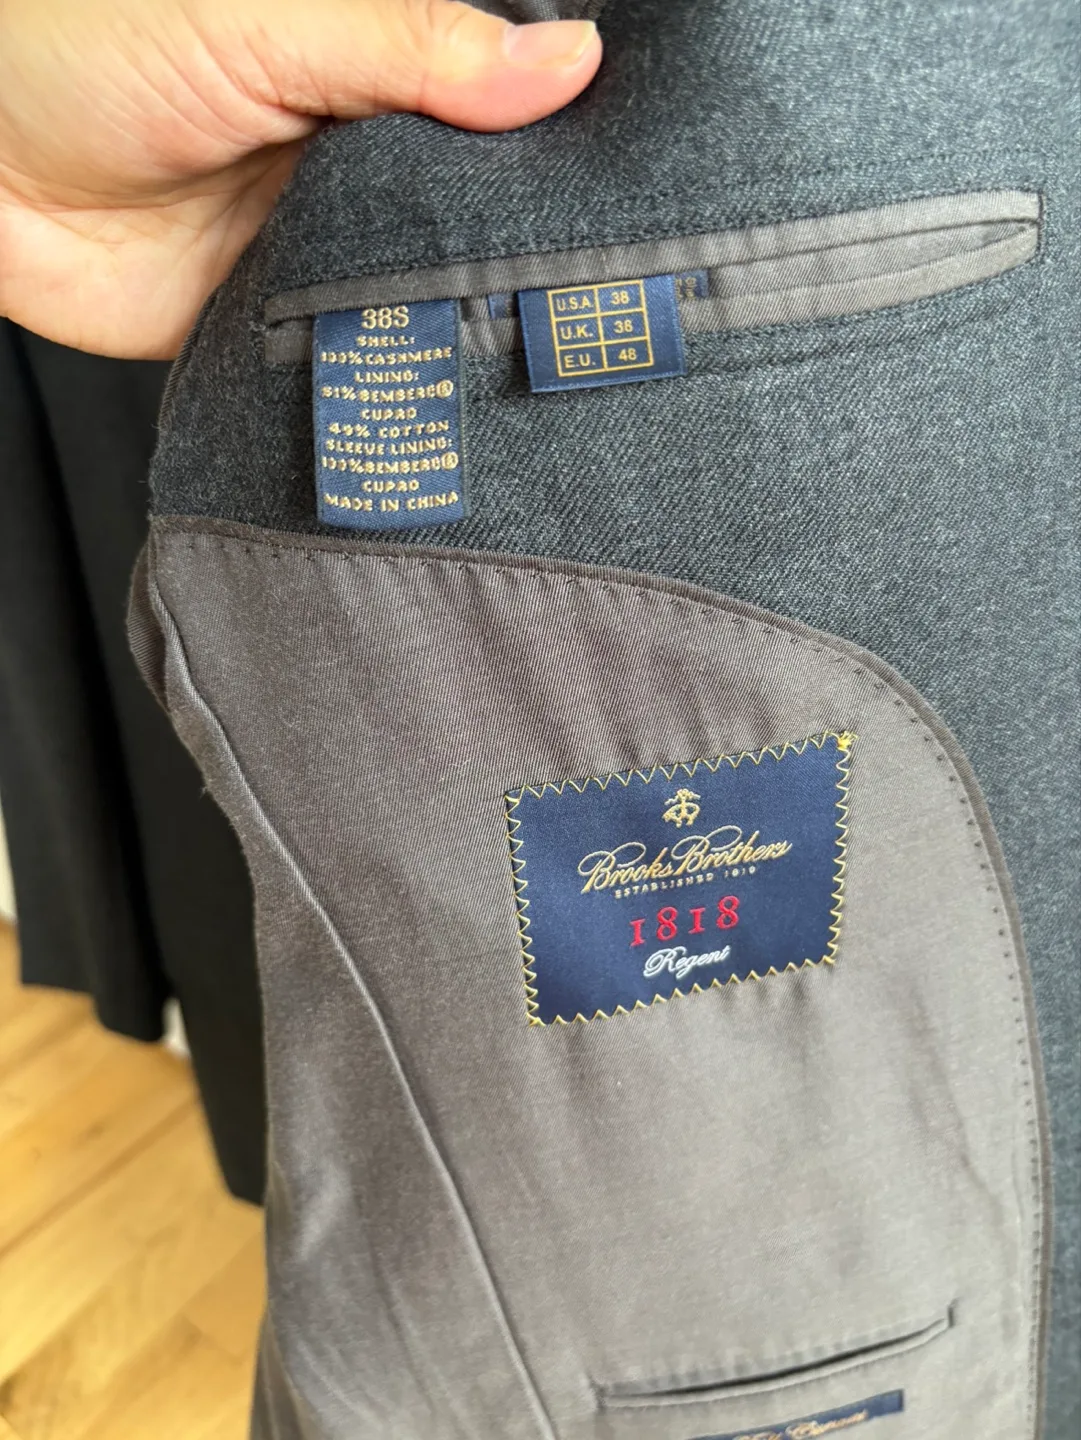 38S
SHELL:
100% CASHMERE
LINING:
51% BEMBERG®
CUPRO
49% COTTON
SLEEVE LINING:
100% BEMBERG®
CUPRO
MADE IN CHINA
U.S.A. 38
U.K. 38
E.U. 48
Brooks Brothers
ESTABLISHED 1818
1818
Regent